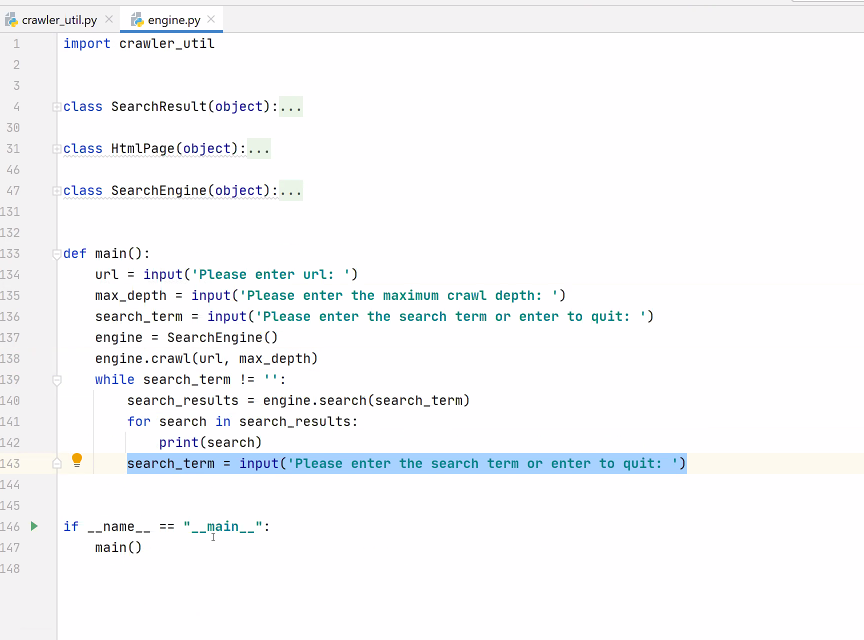 crawler_util.py engine.py
1 import crawler_util
2
3
4 class SearchResult(object):...
30
31 class HtmlPage(object):...
46
47 class SearchEngine(object):...
131
132
133 def main():
134     url = input('Please enter url: ')
135     max_depth = input('Please enter the maximum crawl depth: ')
136     search_term = input('Please enter the search term or enter to quit: ')
137     engine = SearchEngine()
138     engine.crawl(url, max_depth)
139     while search_term != '':
140         search_results = engine.search(search_term)
141         for search in search_results:
142             print(search)
143         search_term = input('Please enter the search term or enter to quit: ')
144
145
146 if __name__ == "__main__":
147     main()
148